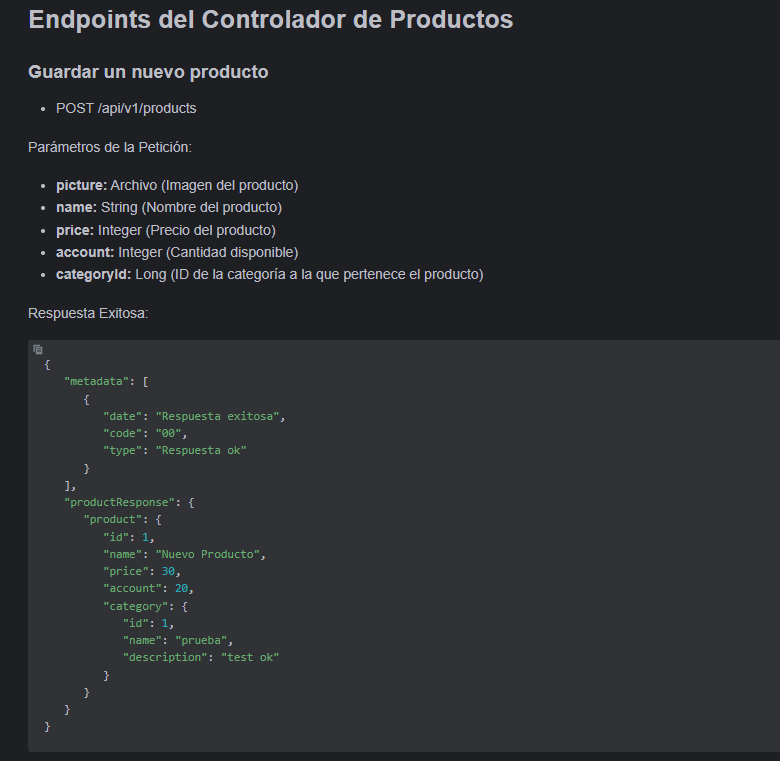 Endpoints del Controlador de Productos
Guardar un nuevo producto
• POST /api/v1/products
Parámetros de la Petición:
• picture: Archivo (Imagen del producto)
• name: String (Nombre del producto)
• price: Integer (Precio del producto)
• account: Integer (Cantidad disponible)
• categoryId: Long (ID de la categoría a la que pertenece el producto)
Respuesta Exitosa:
{
   "metadata": [
      {
         "date": "Respuesta exitosa",
         "code": "00",
         "type": "Respuesta ok"
      }
   ],
   "productResponse": {
      "product": {
         "id": 1,
         "name": "Nuevo Producto",
         "price": 30,
         "account": 20,
         "category": {
            "id": 1,
            "name": "prueba",
            "description": "test ok"
         }
      }
   }
}